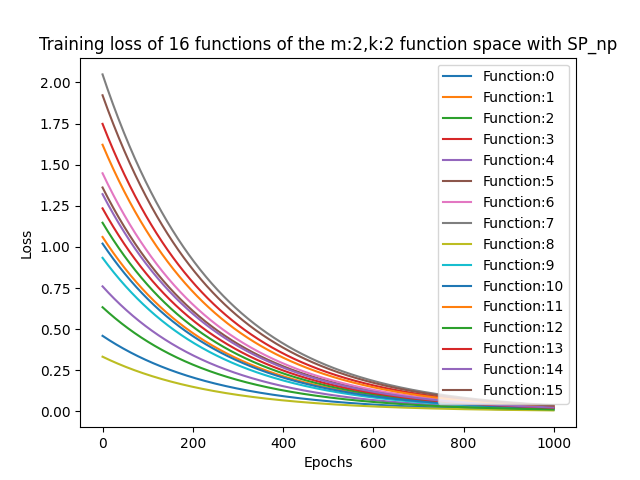 Training loss of 16 functions of the m:2,k:2 function space with SP_np
2.00
1.75
1.50
1.25
1.00
0.75
0.50
0.25
0.00
Loss
0
200
400
600
800
1000
Epochs
Function:0
Function:1
Function:2
Function:3
Function:4
Function:5
Function:6
Function:7
Function:8
Function:9
Function:10
Function:11
Function:12
Function:13
Function:14
Function:15